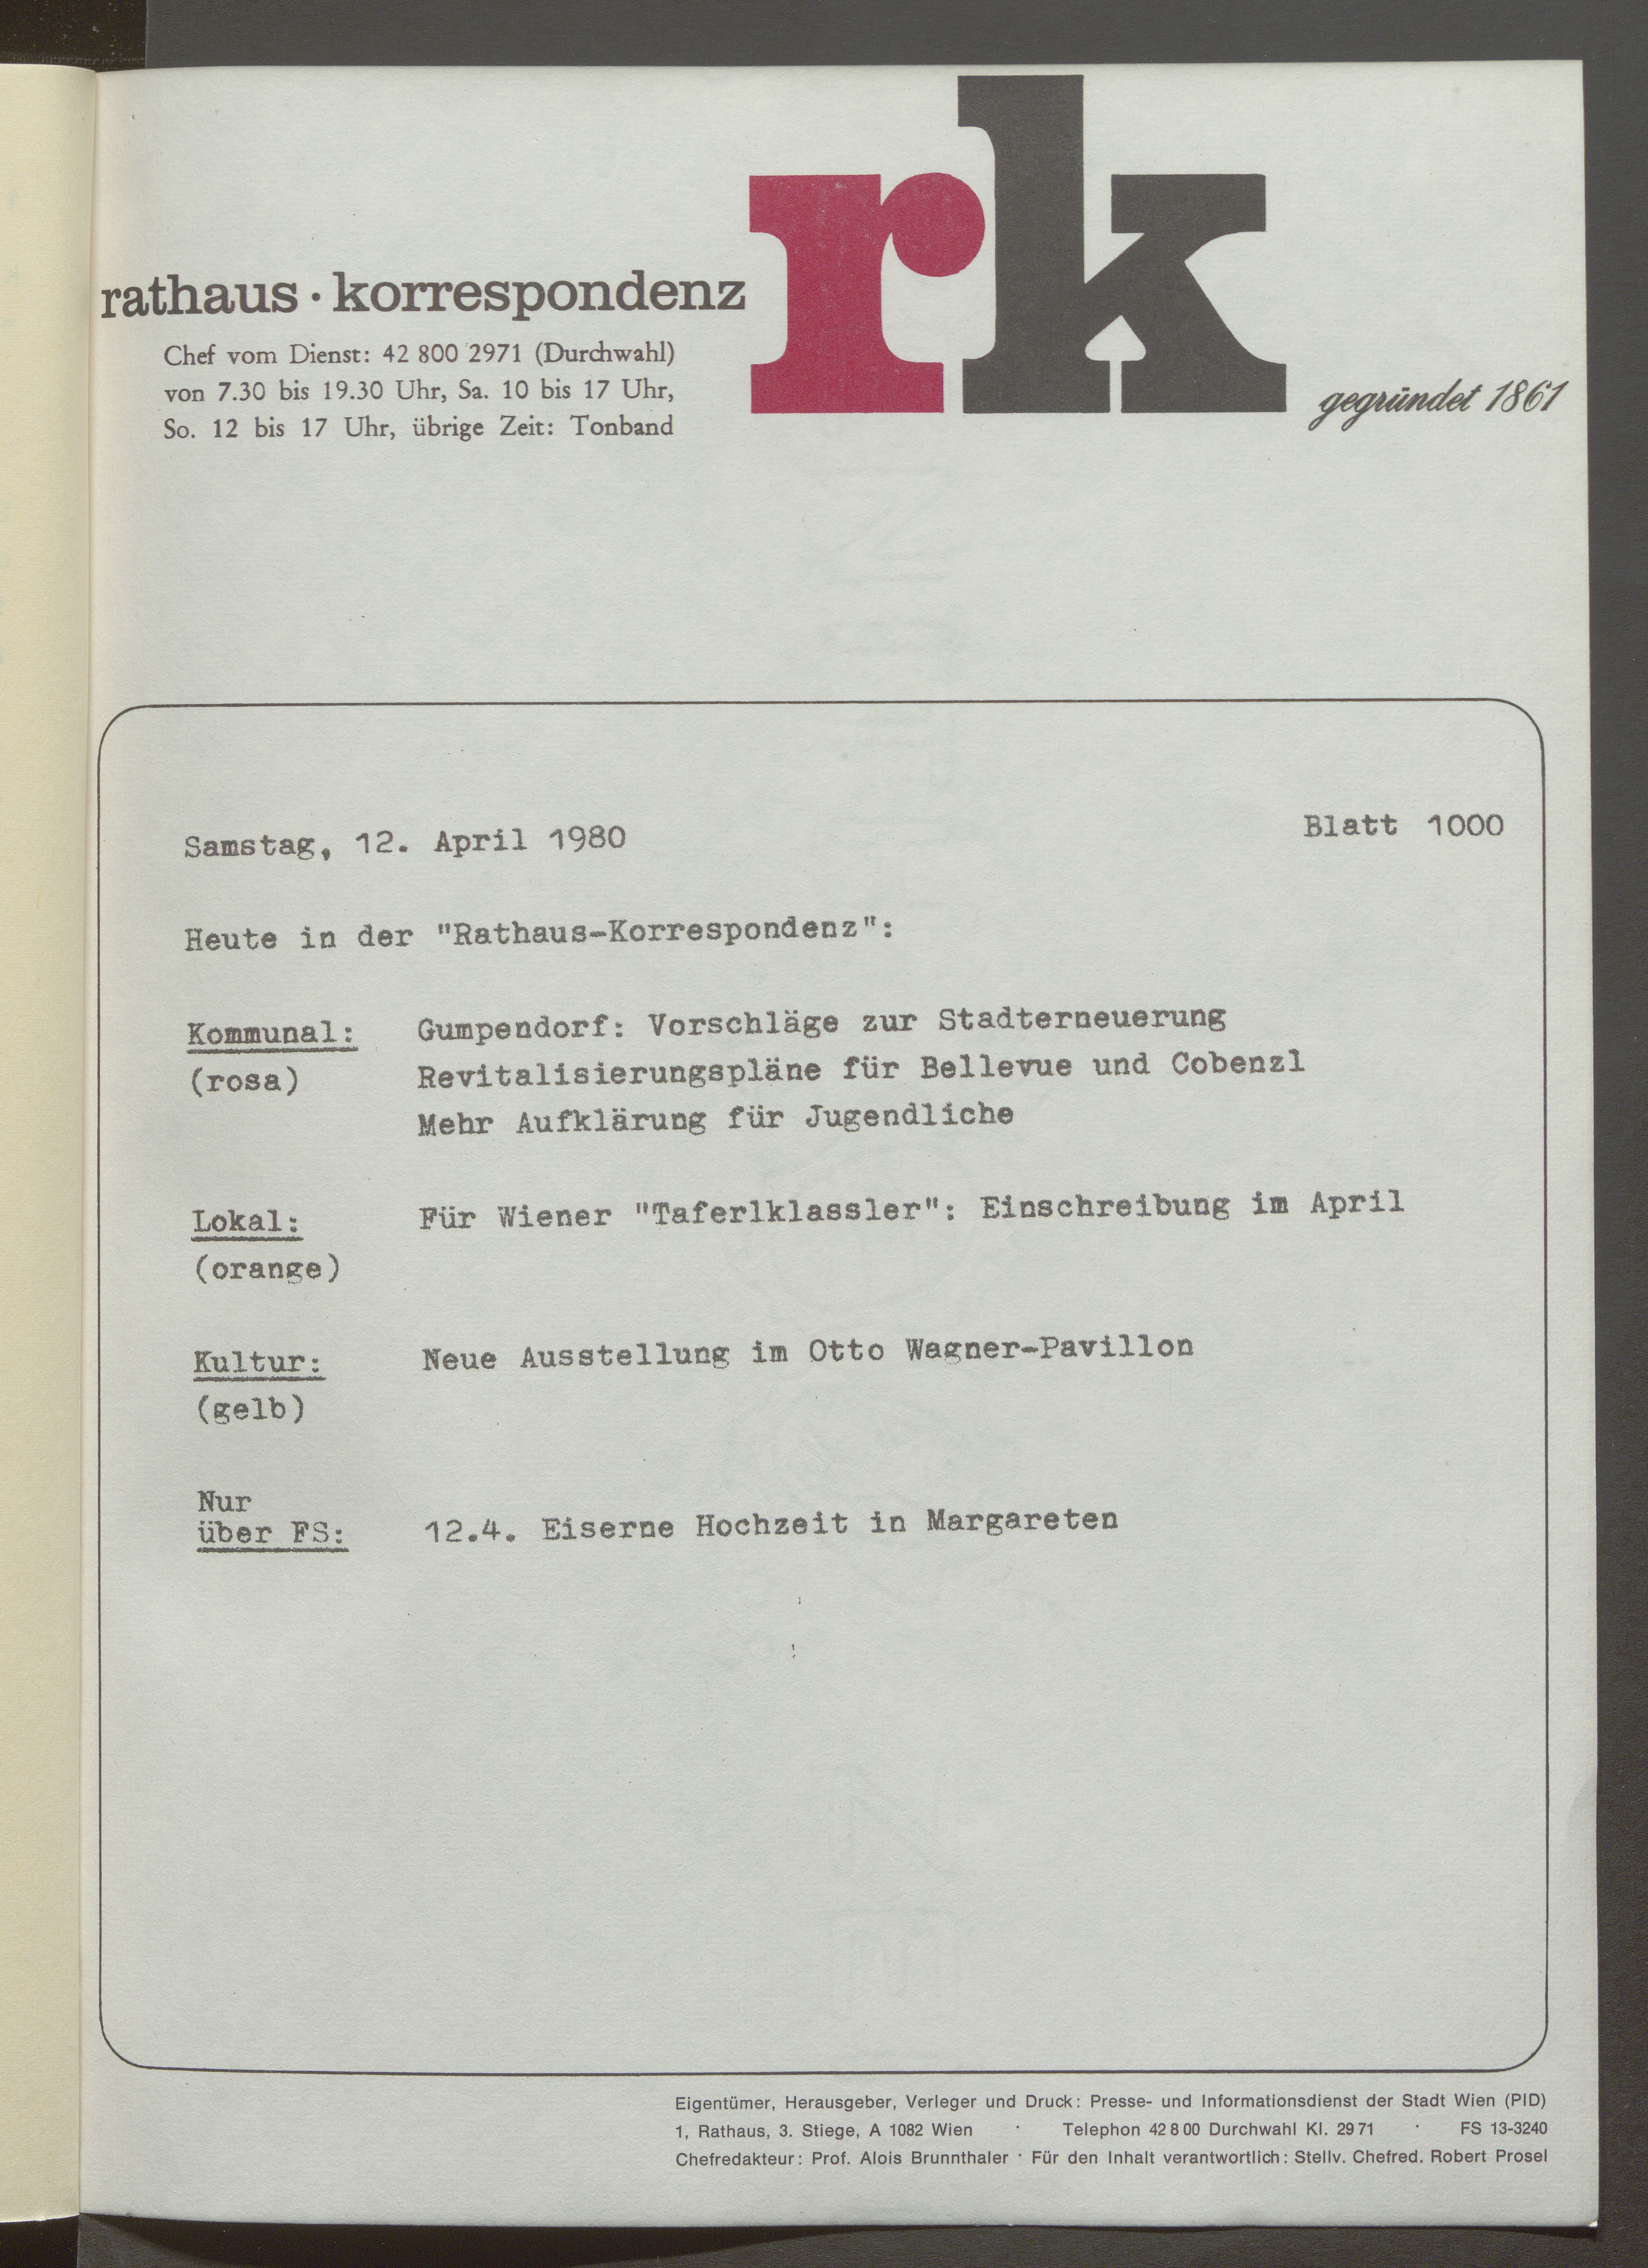 rk
rathaus · korrespondenz
Chef vom Dienst: 42 800 2971 (Durchwahl)
von 7.30 bis 19.30 Uhr, Sa. 10 bis 17 Uhr,
So. 12 bis 17 Uhr, übrige Zeit: Tonband
gegründet 1861
Samstag, 12. April 1980 Blatt 1000
Heute in der "Rathaus-Korrespondenz":
Kommunal: Gumpendorf: Vorschläge zur Stadterneuerung
(rosa) Revitalisierungspläne für Bellevue und Cobenzl
Mehr Aufklärung für Jugendliche
Lokal: Für Wiener "Taferlklassler": Einschreibung im April
(orange)
Kultur: Neue Ausstellung im Otto Wagner-Pavillon
(gelb)
Nur
über FS: 12.4. Eiserne Hochzeit in Margareten
Eigentümer, Herausgeber, Verleger und Druck: Presse- und Informationsdienst der Stadt Wien (PID)
1, Rathaus, 3. Stiege, A 1082 Wien · Telephon 42 8 00 Durchwahl Kl. 29 71 · FS 13-3240
Chefredakteur: Prof. Alois Brunnthaler · Für den Inhalt verantwortlich: Stellv. Chefred. Robert Prosel